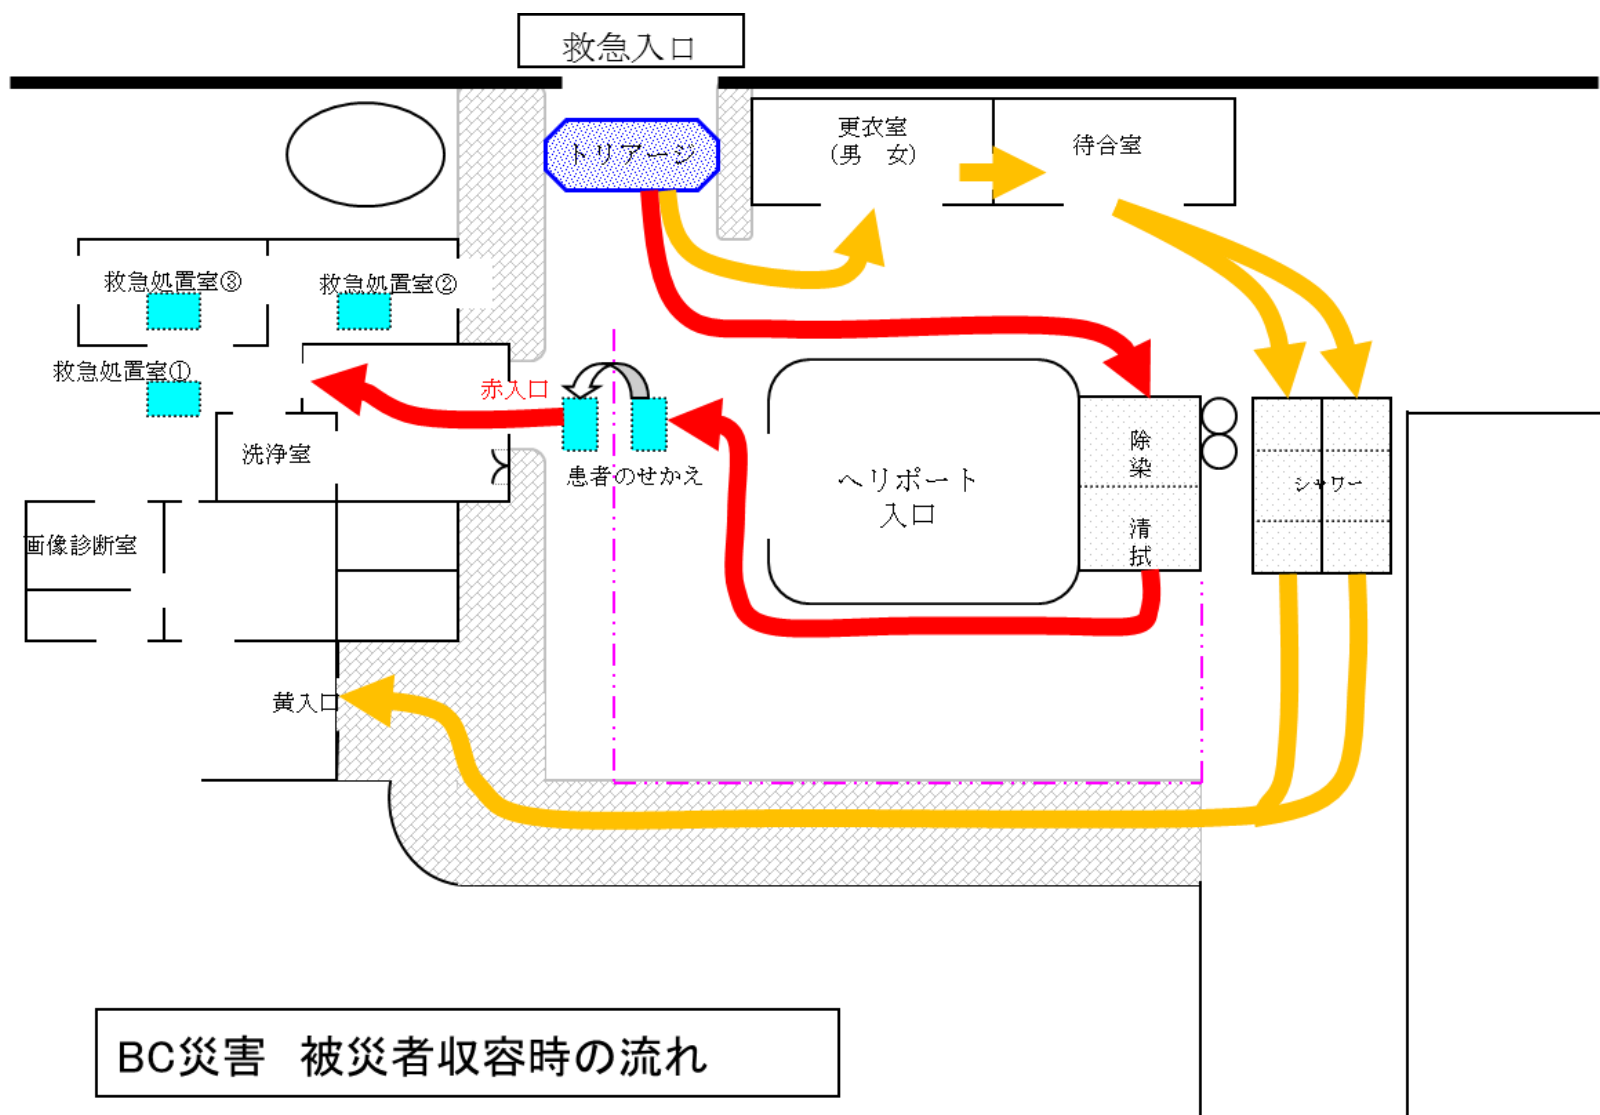 救急入口
トリアージ
更衣室
(男　女)
待合室
救急処置室③
救急処置室②
救急処置室①
赤入口
洗浄室
患者のせかえ
ヘリポート
入口
除
染
清
拭
シャワー
画像診断室
黄入口
BC災害　被災者収容時の流れ